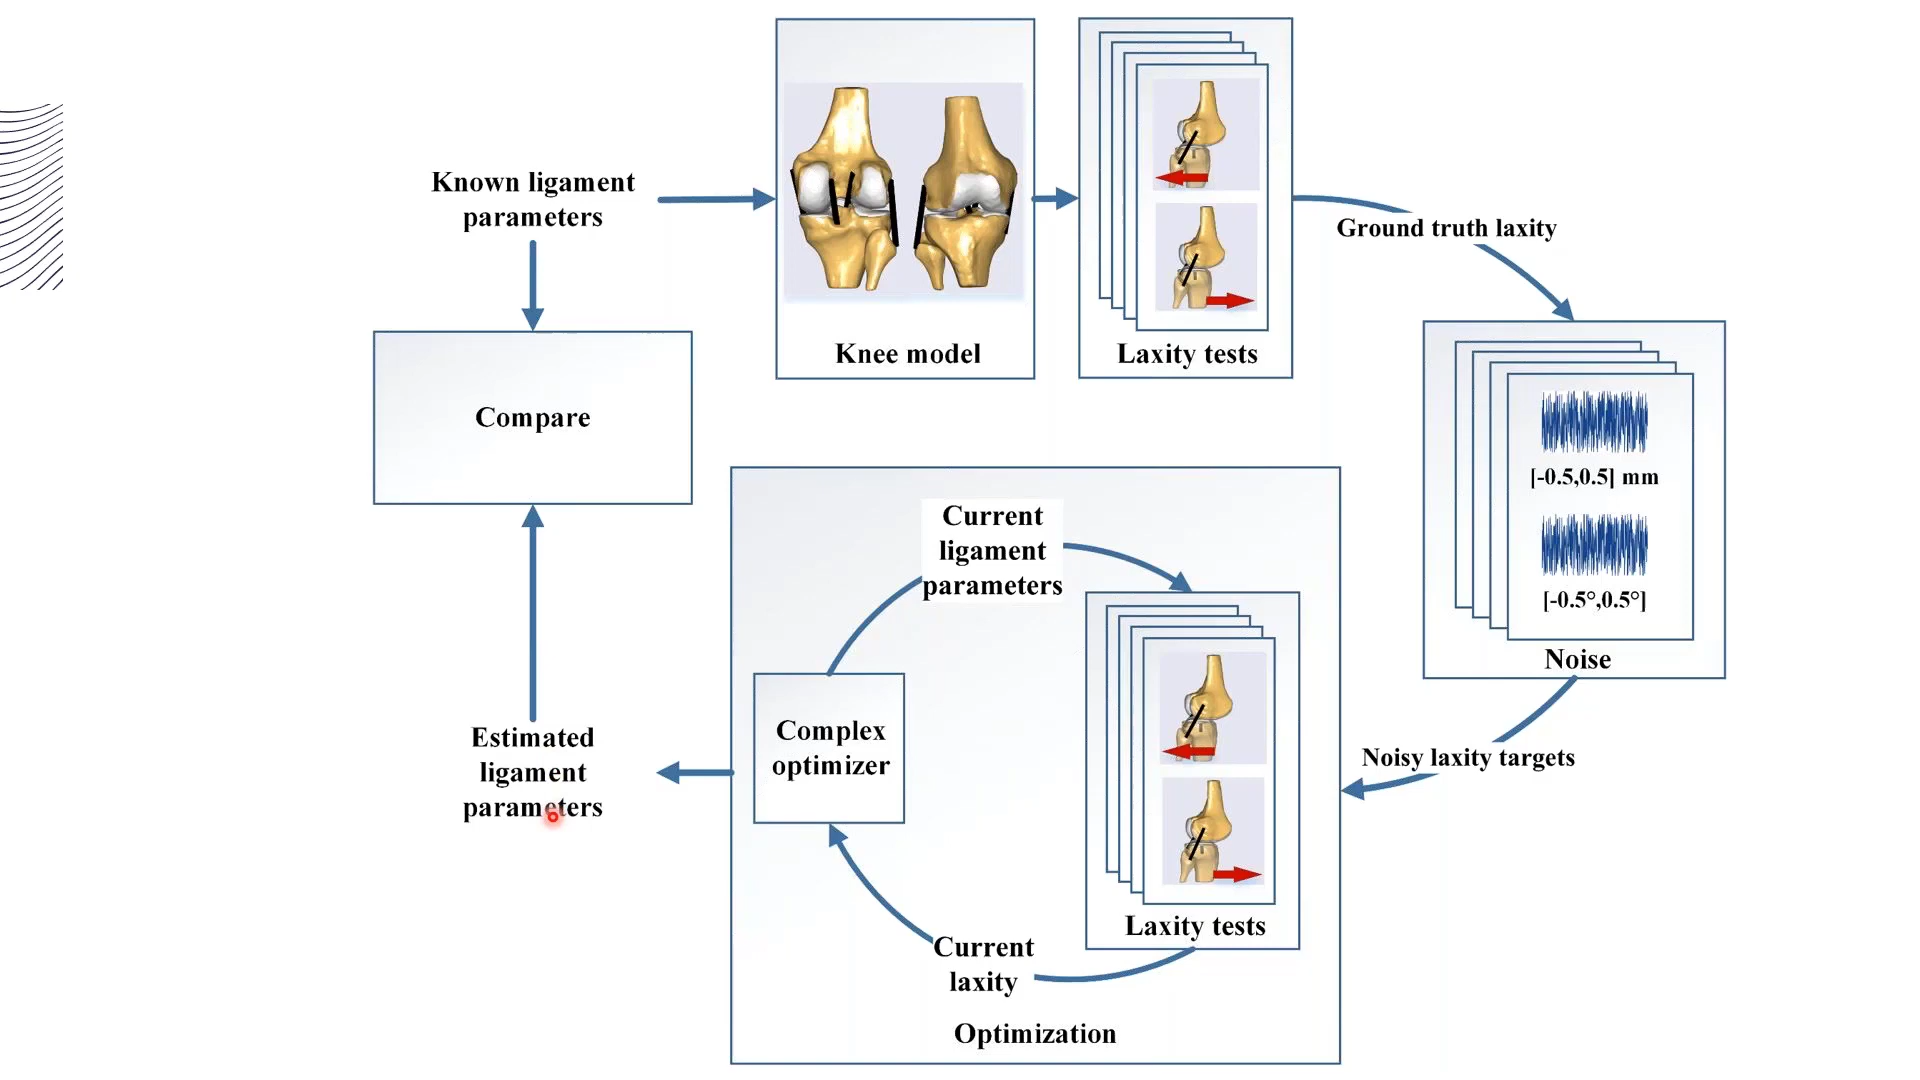 Known ligament
parameters
Knee model
Laxity tests
Ground truth laxity
Compare
[-0.5,0.5] mm
[-0.5°,0.5°]
Noise
Noisy laxity targets
Current
ligament
parameters
Complex
optimizer
Laxity tests
Current
laxity
Optimization
Estimated
ligament
parameters